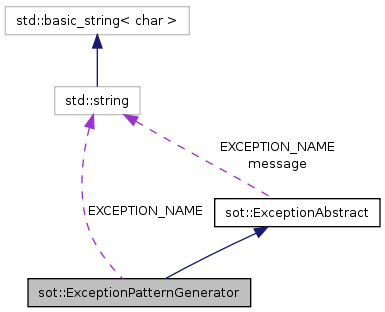 std::basic_string< char >
std::string
EXCEPTION_NAME
message
EXCEPTION_NAME
sot::ExceptionAbstract
sot::ExceptionPatternGenerator